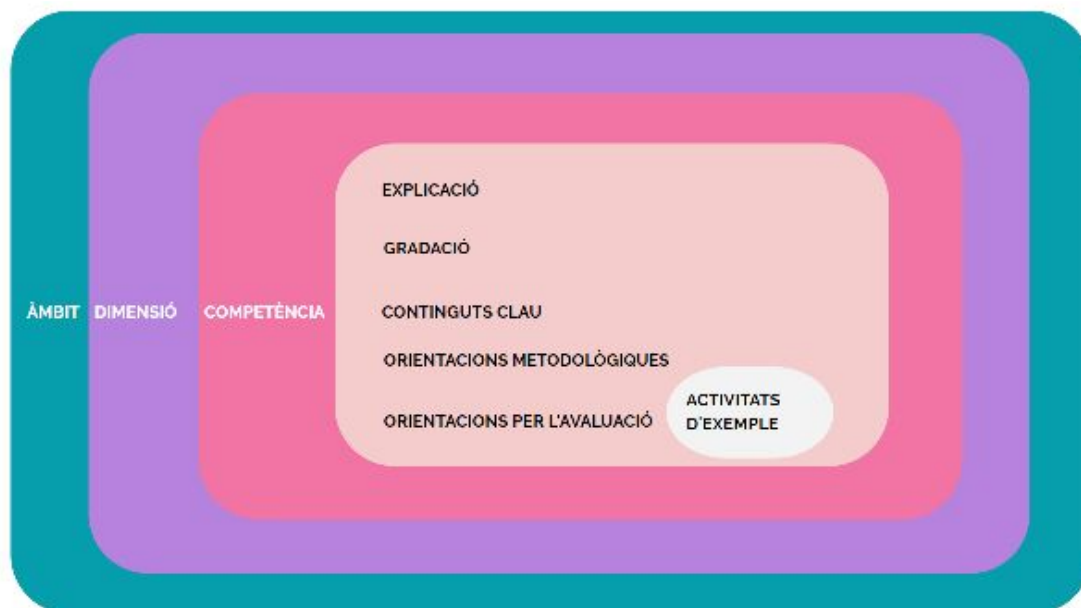 EXPLICACIÓ
GRADACIÓ
ÀMBIT DIMENSIÓ COMPETÈNCIA CONTINGUTS CLAU
ORIENTACIONS METODOLÒGIQUES
ORIENTACIONS PER L'AVALUACIÓ
ACTIVITATS
D'EXEMPLE